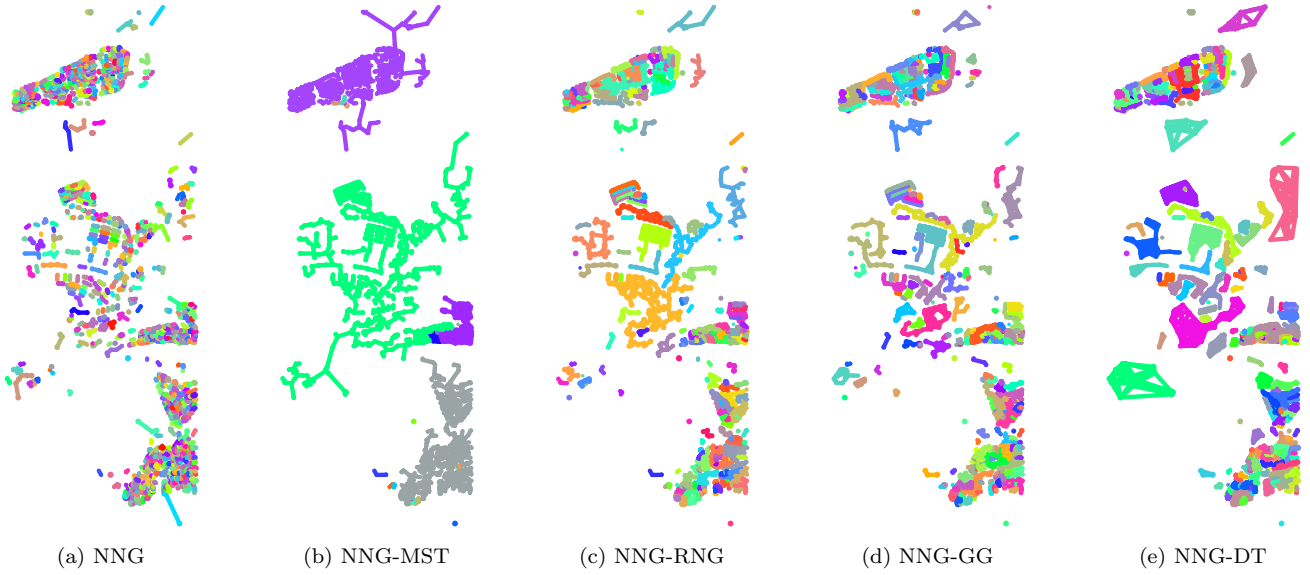 (a) NNG
(b) NNG-MST
(c) NNG-RNG
(d) NNG-GG
(e) NNG-DT